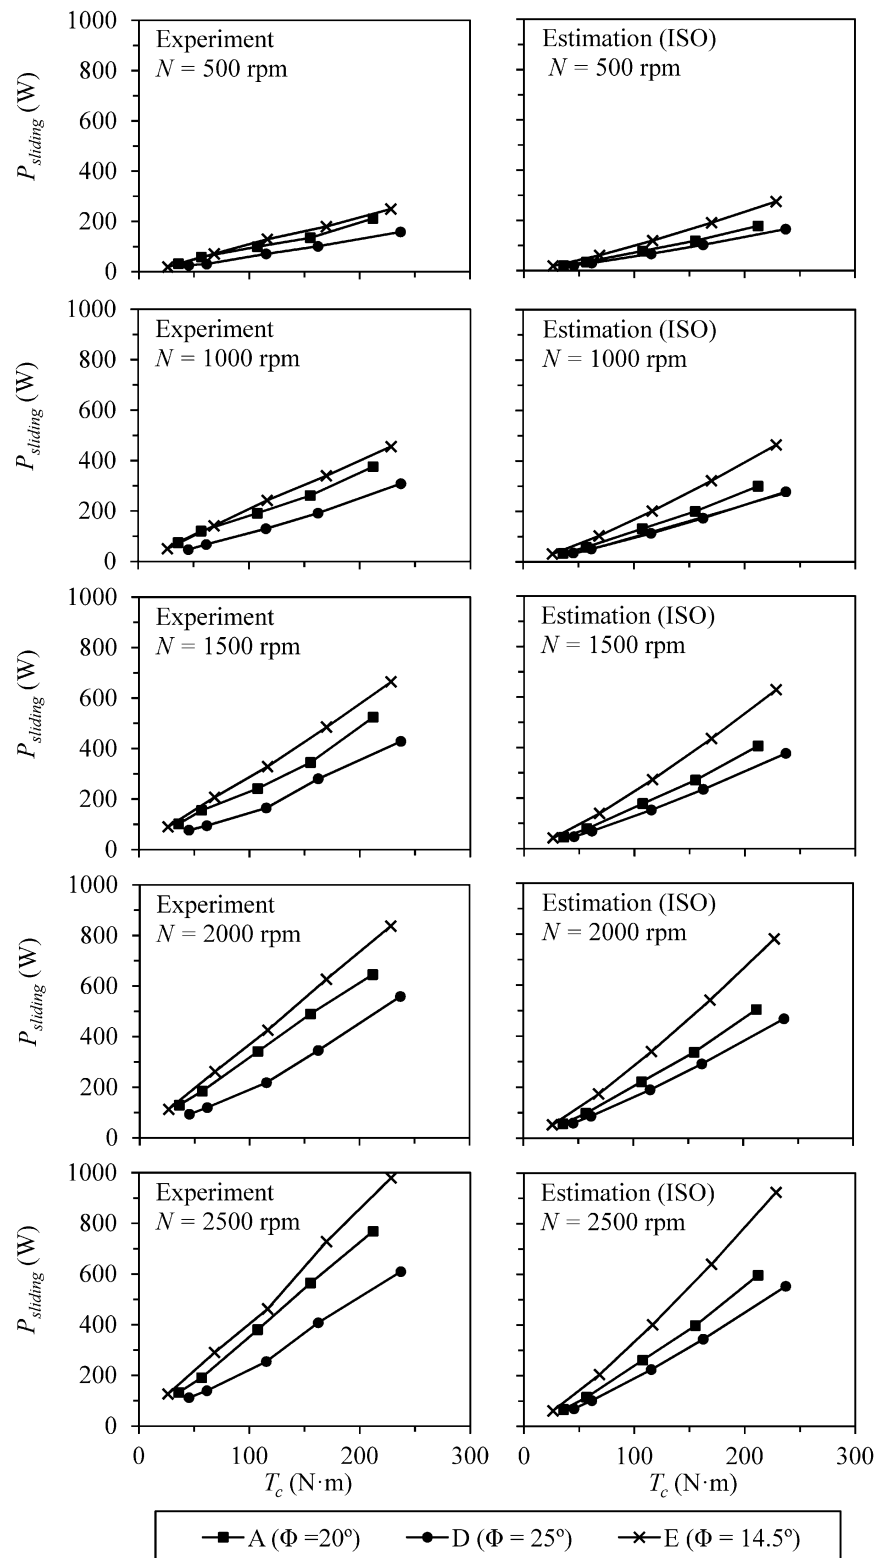 1000
800
600
400
200
0
P_sliding (W)
Experiment
N = 500 rpm
Estimation (ISO)
N = 500 rpm
1000
800
600
400
200
0
P_sliding (W)
Experiment
N = 1000 rpm
Estimation (ISO)
N = 1000 rpm
1000
800
600
400
200
0
P_sliding (W)
Experiment
N = 1500 rpm
Estimation (ISO)
N = 1500 rpm
1000
800
600
400
200
0
P_sliding (W)
Experiment
N = 2000 rpm
Estimation (ISO)
N = 2000 rpm
1000
800
600
400
200
0
P_sliding (W)
Experiment
N = 2500 rpm
Estimation (ISO)
N = 2500 rpm
0 100 200 300
0 100 200 300
T_c (N·m)
T_c (N·m)
A (Φ =20º) D (Φ = 25º) E (Φ = 14.5º)